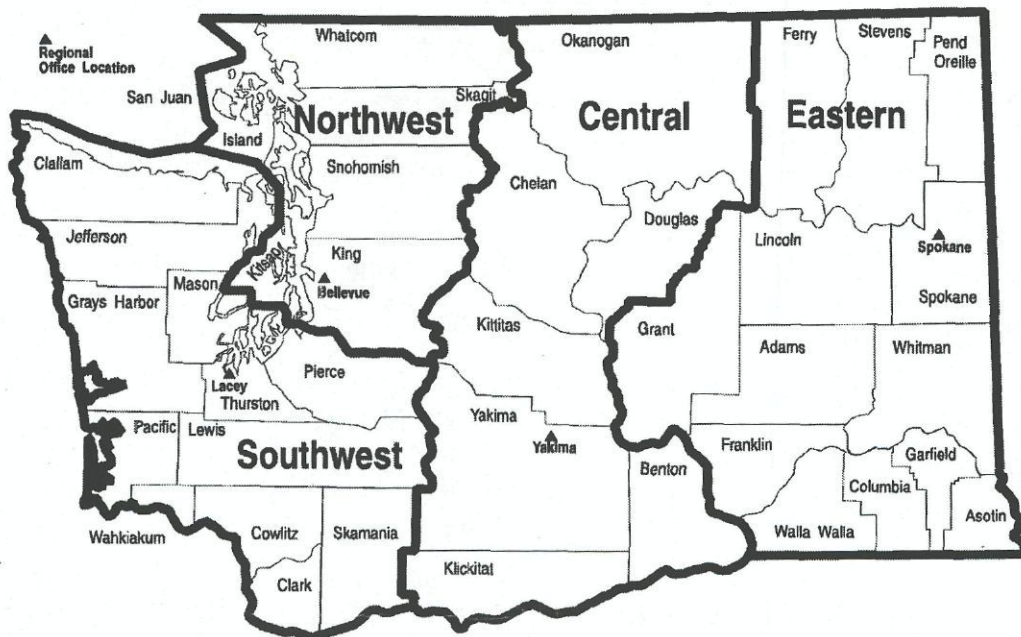 Regional
Office Location
Whatcom
Okanogan
Ferry
Stevens
Pend
Oreille
San Juan
Skagit
Northwest
Central
Eastern
Island
Clallam
Snohomish
Chelan
Douglas
Jefferson
Lincoln
Spokane
King
Kitsap
Mason
Bellevue
Grays Harbor
Spokane
Kittitas
Grant
Adams
Whitman
Pierce
Lacey
Thurston
Yakima
Pacific
Lewis
Yakima
Franklin
Southwest
Benton
Garfield
Columbia
Asotin
Wahkiakum
Cowlitz
Skamania
Walla Walla
Klickitat
Clark